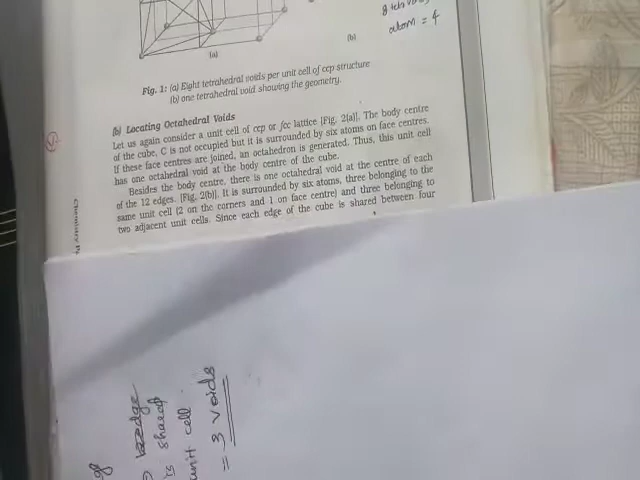 8
atom = 4
(a)
(b)
Fig. 1: (a) Eight tetrahedral voids per unit cell of ccp structure
(b) one tetrahedral void showing the geometry.
(b) Locating Octahedral Voids
Let us again consider a unit cell of ccp or fcc lattice [Fig. 2(a)]. The body centre
of the cube, C is not occupied but it is surrounded by six atoms on face centres.
If these face centres are joined, an octahedron is generated. Thus, this unit cell
has one octahedral void at the body centre of the cube.
Besides the body centre, there is one octahedral void at the centre of each
of the 12 edges. [Fig. 2(b)]. It is surrounded by six atoms, three belonging to the
same unit cell (2 on the corners and 1 on face centre) and three belonging to
two adjacent unit cells. Since each edge of the cube is shared between four
Chemistry
edge
is shared
unit cell
= 3 voids